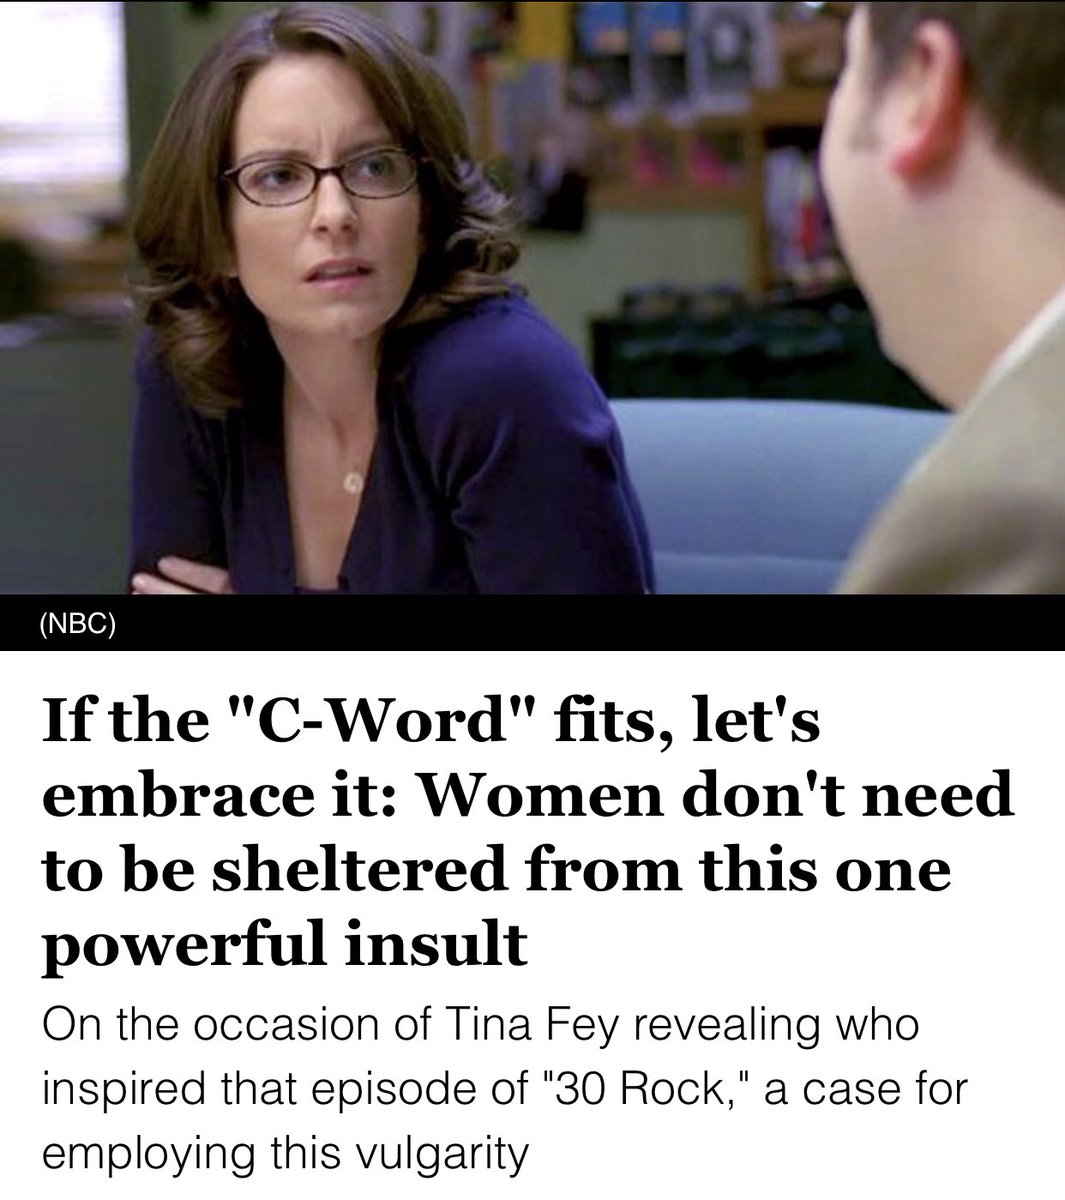 (NBC)
If the "C-Word" fits, let's
embrace it: Women don't need
to be sheltered from this one
powerful insult
On the occasion of Tina Fey revealing who
inspired that episode of "30 Rock," a case for
employing this vulgarity